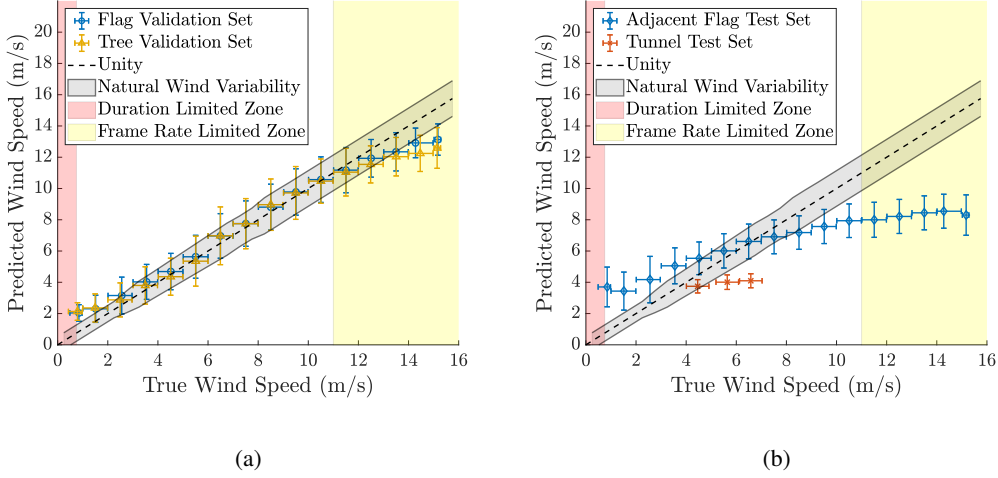 Flag Validation Set
Tree Validation Set
Unity
Natural Wind Variability
Duration Limited Zone
Frame Rate Limited Zone
Predicted Wind Speed (m/s)
20
18
16
14
12
10
8
6
4
2
0
0 2 4 6 8 10 12 14 16
True Wind Speed (m/s)
(a)
Adjacent Flag Test Set
Tunnel Test Set
Unity
Natural Wind Variability
Duration Limited Zone
Frame Rate Limited Zone
Predicted Wind Speed (m/s)
20
18
16
14
12
10
8
6
4
2
0
0 2 4 6 8 10 12 14 16
True Wind Speed (m/s)
(b)